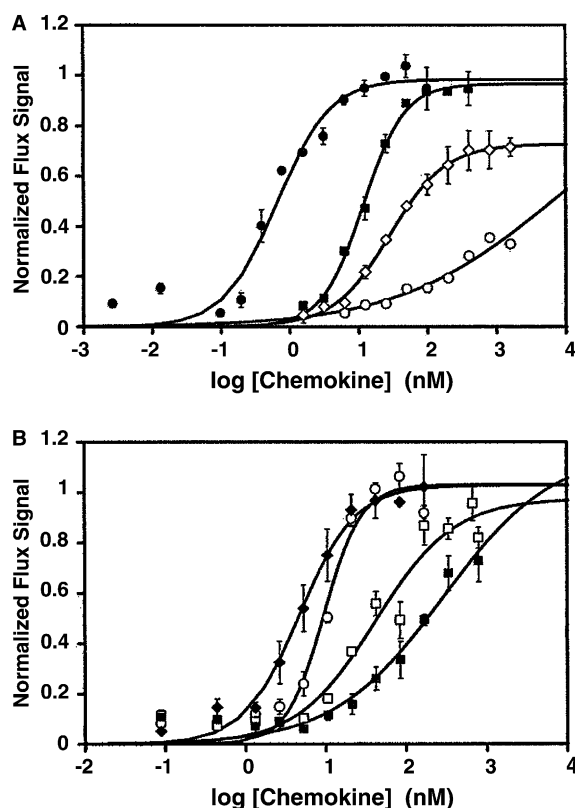 A
Normalized Flux Signal
1.2
1
0.8
0.6
0.4
0.2
0
-3 -2 -1 0 1 2 3 4
log [Chemokine] (nM)
B
Normalized Flux Signal
1.2
1
0.8
0.6
0.4
0.2
0
-2 -1 0 1 2 3 4
log [Chemokine] (nM)